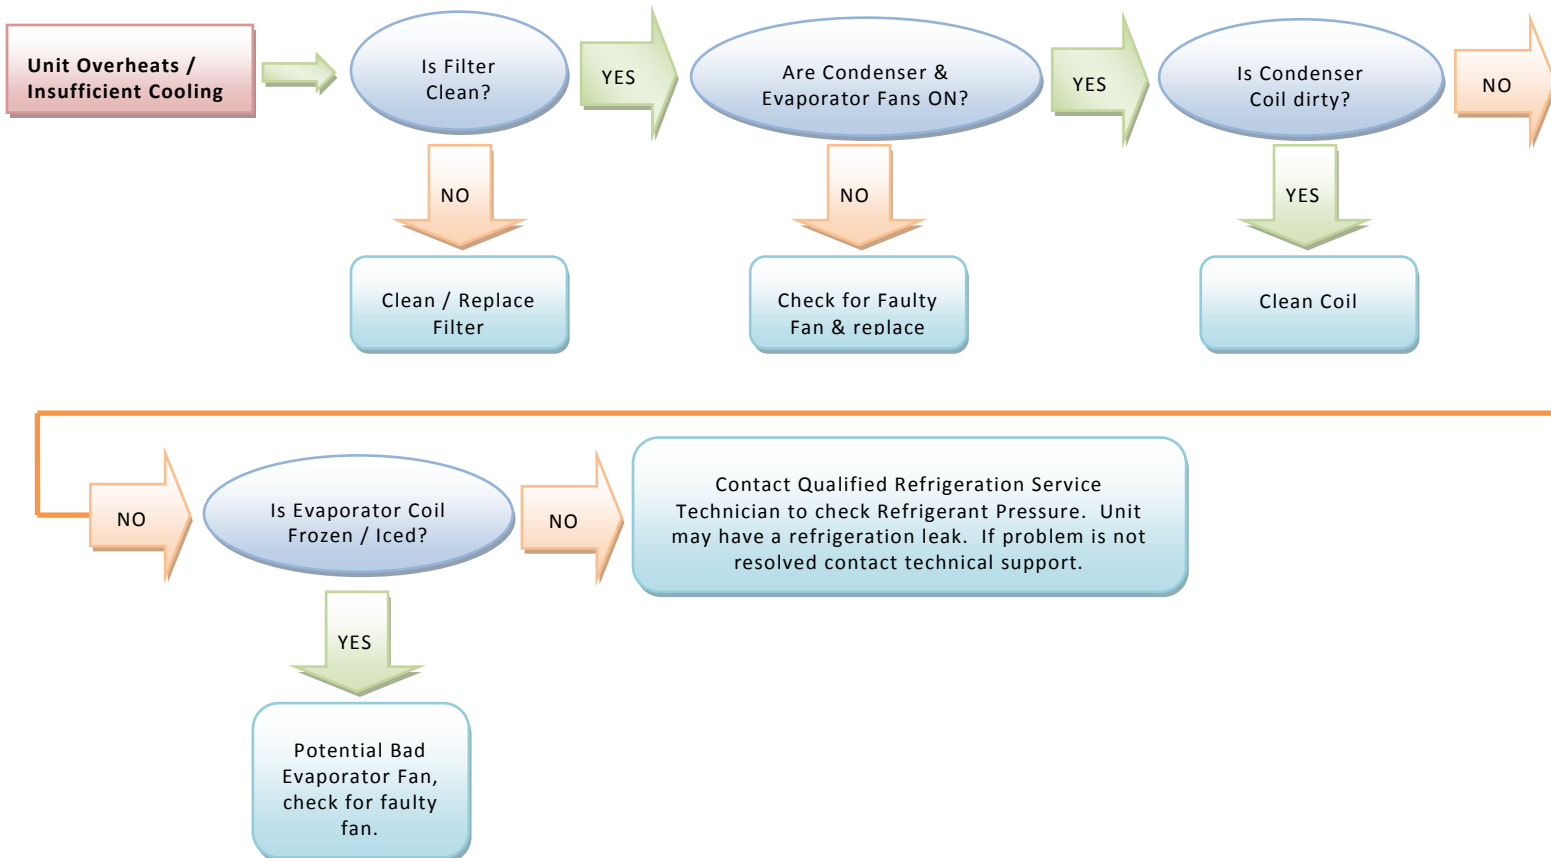 Unit Overheats /
Insufficient Cooling
Is Filter
Clean?
YES
Are Condenser &
Evaporator Fans ON?
YES
Is Condenser
Coil dirty?
NO
NO
NO
YES
Clean / Replace
Filter
Check for Faulty
Fan & replace
Clean Coil
NO
Is Evaporator Coil
Frozen / Iced?
NO
Contact Qualified Refrigeration Service
Technician to check Refrigerant Pressure.  Unit
may have a refrigeration leak.  If problem is not
resolved contact technical support.
YES
Potential Bad
Evaporator Fan,
check for faulty
fan.